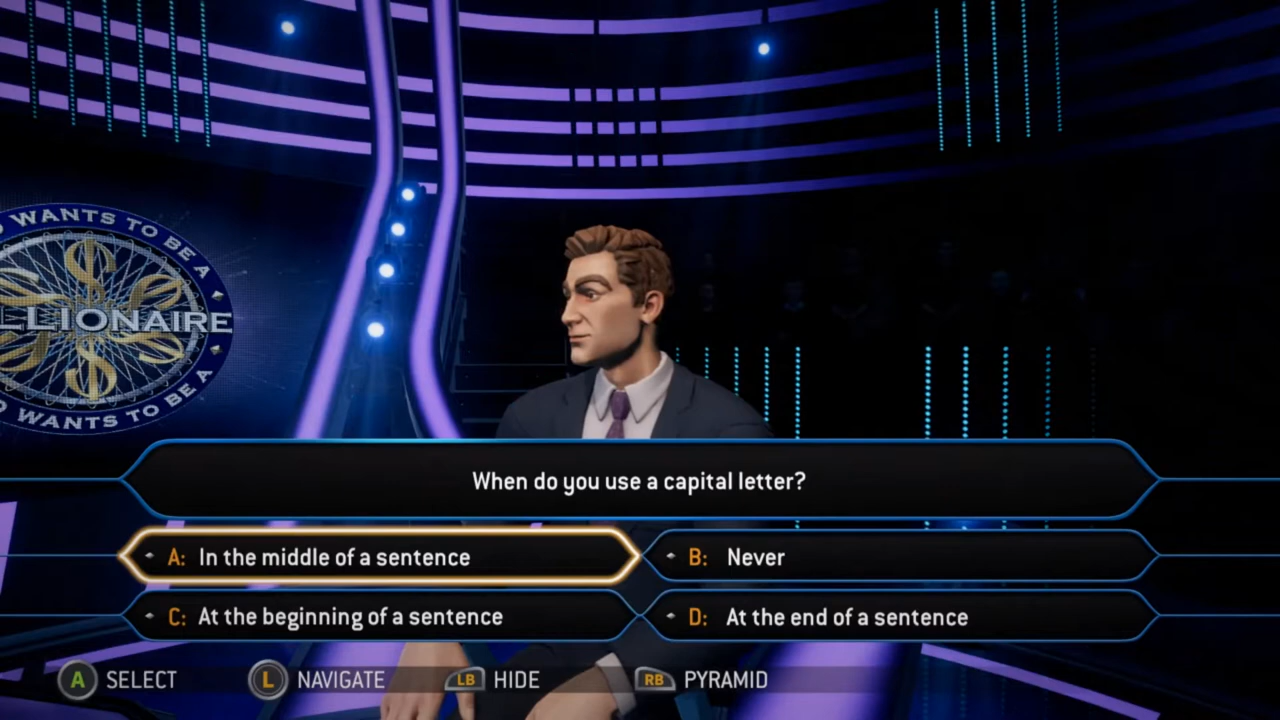 WANTS TO BE A
LLIONAIRE
WANTS TO BE A
When do you use a capital letter?
A: In the middle of a sentence
B: Never
C: At the beginning of a sentence
D: At the end of a sentence
A SELECT
L NAVIGATE
LB HIDE
RB PYRAMID